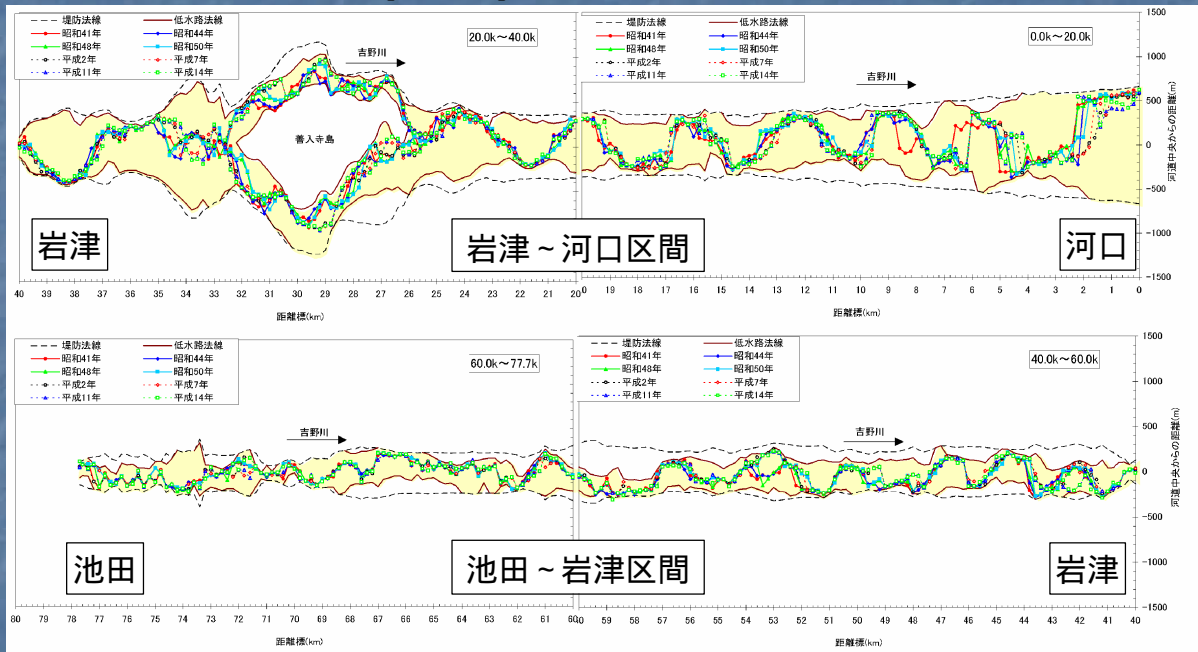 堤防法線
低水路法線
昭和41年
昭和44年
昭和48年
昭和50年
平成2年
平成7年
平成11年
平成14年
20.0k～40.0k
吉野川
善入寺島
岩津
40 39 38 37 36 35 34 33 32 31 30 29 28 27 26 25 24 23 22 21 20
距離標(km)
堤防法線
低水路法線
昭和41年
昭和44年
昭和48年
昭和50年
平成2年
平成7年
平成11年
平成14年
0.0k～20.0k
吉野川
河口
岩津～河口区間
19 18 17 16 15 14 13 12 11 10 9 8 7 6 5 4 3 2 1 0
距離標(km)
1500
1000
500
0
-500
-1000
-1500
河道中央からの距離(m)
堤防法線
低水路法線
昭和41年
昭和44年
昭和48年
昭和50年
平成2年
平成7年
平成11年
平成14年
60.0k～77.7k
吉野川
池田
80 79 78 77 76 75 74 73 72 71 70 69 68 67 66 65 64 63 62 61 60
距離標(km)
堤防法線
低水路法線
昭和41年
昭和44年
昭和48年
昭和50年
平成2年
平成7年
平成11年
平成14年
40.0k～60.0k
吉野川
池田～岩津区間
岩津
59 58 57 56 55 54 53 52 51 50 49 48 47 46 45 44 43 42 41 40
距離標(km)
1500
1000
500
0
-500
-1000
-1500
河道中央からの距離(m)